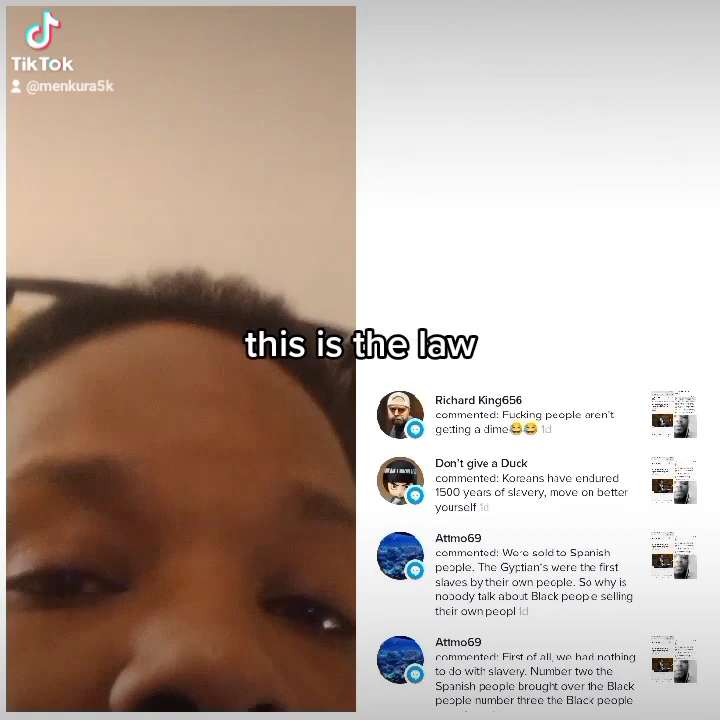 TikTok
@menkura5k
this is the law
Richard King656
commented: Fucking people aren't
getting a dime😂😂 1d
Don't give a Duck
commented: Koreans have endured
1500 years of slavery, move on better
yourself 1d
Attmo69
commented: Were sold to Spanish
people. The Gyptian's were the first
slaves by their own people. So why is
nobody talk about Black people selling
their own peopl 1d
Attmo69
commented: First of all, we had nothing
to do with slavery. Number two the
Spanish people brought over the Black
people number three the Black people